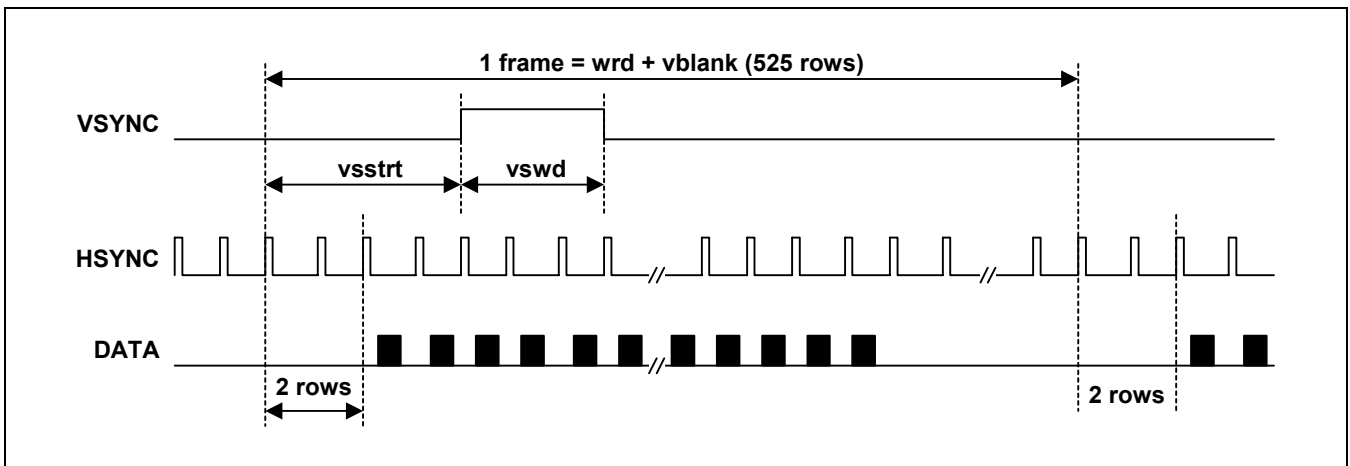 1 frame = wrd + vblank (525 rows)
VSYNC
vsstrt
vswd
HSYNC
//
//
DATA
//
2 rows
2 rows